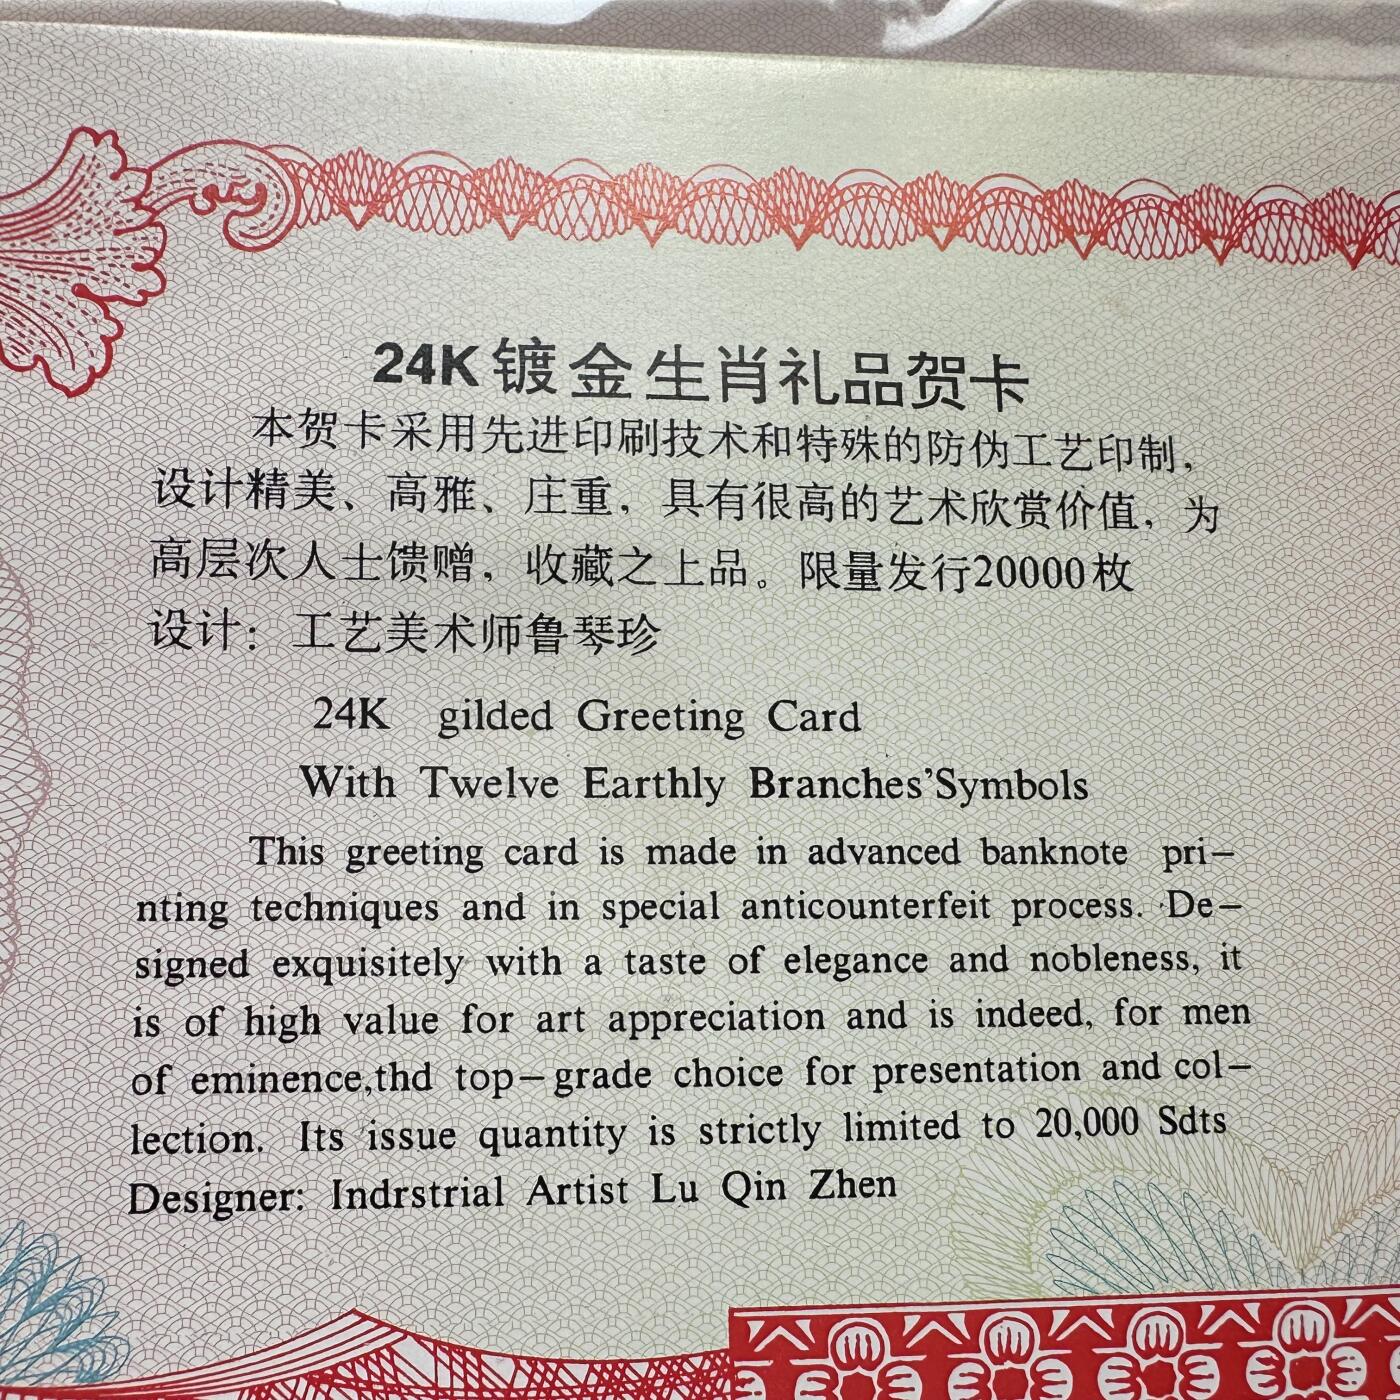 24K镀金生肖礼品贺卡
本贺卡采用先进印刷技术和特殊的防伪工艺印制，
设计精美、高雅、庄重，具有很高的艺术欣赏价值，为
高层次人士馈赠，收藏之上品。限量发行20000枚
设计：工艺美术师鲁琴珍
24K gilded Greeting Card
With Twelve Earthly Branches'Symbols
This greeting card is made in advanced banknote pri-
nting techniques and in special anticounterfeit process. De-
signed exquisitely with a taste of elegance and nobleness, it
is of high value for art appreciation and is indeed, for men
of eminence,thd top-grade choice for presentation and col-
lection. Its issue quantity is strictly limited to 20,000 Sdts
Designer: Indrstrial Artist Lu Qin Zhen